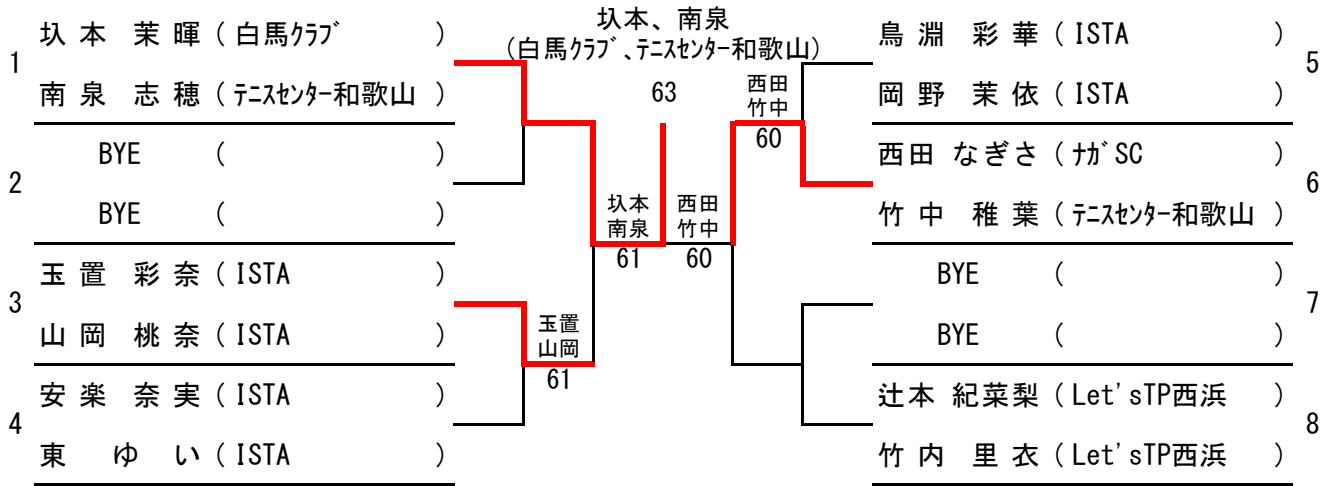 1
圦本 茉暉(白馬ｸﾗﾌﾞ)
南泉 志穂(ﾃﾆｽｾﾝﾀｰ和歌山)
2
BYE ( )
BYE ( )
3
玉置 彩奈(ISTA)
山岡 桃奈(ISTA)
4
安楽 奈実(ISTA)
東 ゆい(ISTA)
玉置
山岡
61
圦本
南泉
61
圦本、南泉
(白馬ｸﾗﾌﾞ、ﾃﾆｽｾﾝﾀｰ和歌山)
63
西田
竹中
60
西田
竹中
60
鳥淵 彩華(ISTA)
岡野 茉依(ISTA)
5
西田 なぎさ(ﾅｶﾞSC)
竹中 稚葉(ﾃﾆｽｾﾝﾀｰ和歌山)
6
BYE ( )
BYE ( )
7
辻本 紀菜梨(Let'sTP西浜)
竹内 里衣(Let'sTP西浜)
8